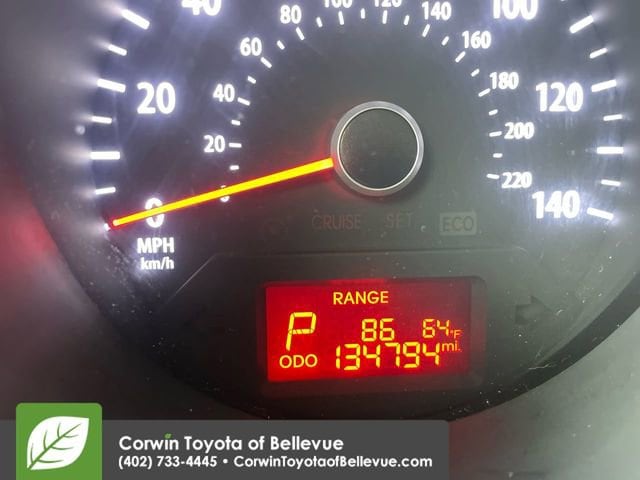 40 100
80 100 120 140
60 160
20 40 180 120
20 200
0 0 220 140
MPH
km/h
CRUISE SET ECO
RANGE
P 86 64°F
ODO 134794 mi.
Corwin Toyota of Bellevue
(402) 733-4445 • CorwinToyotaofBellevue.com